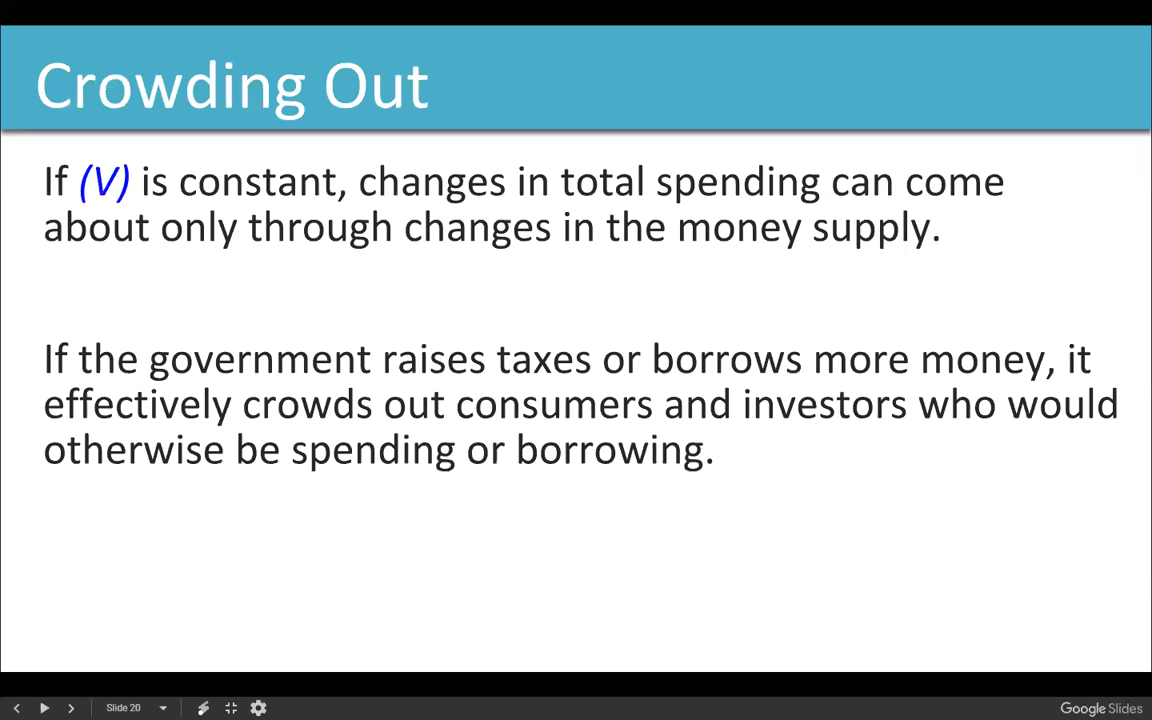 Crowding Out
If (V) is constant, changes in total spending can come
about only through changes in the money supply.
If the government raises taxes or borrows more money, it
effectively crowds out consumers and investors who would
otherwise be spending or borrowing.
Slide 20
Google Slides